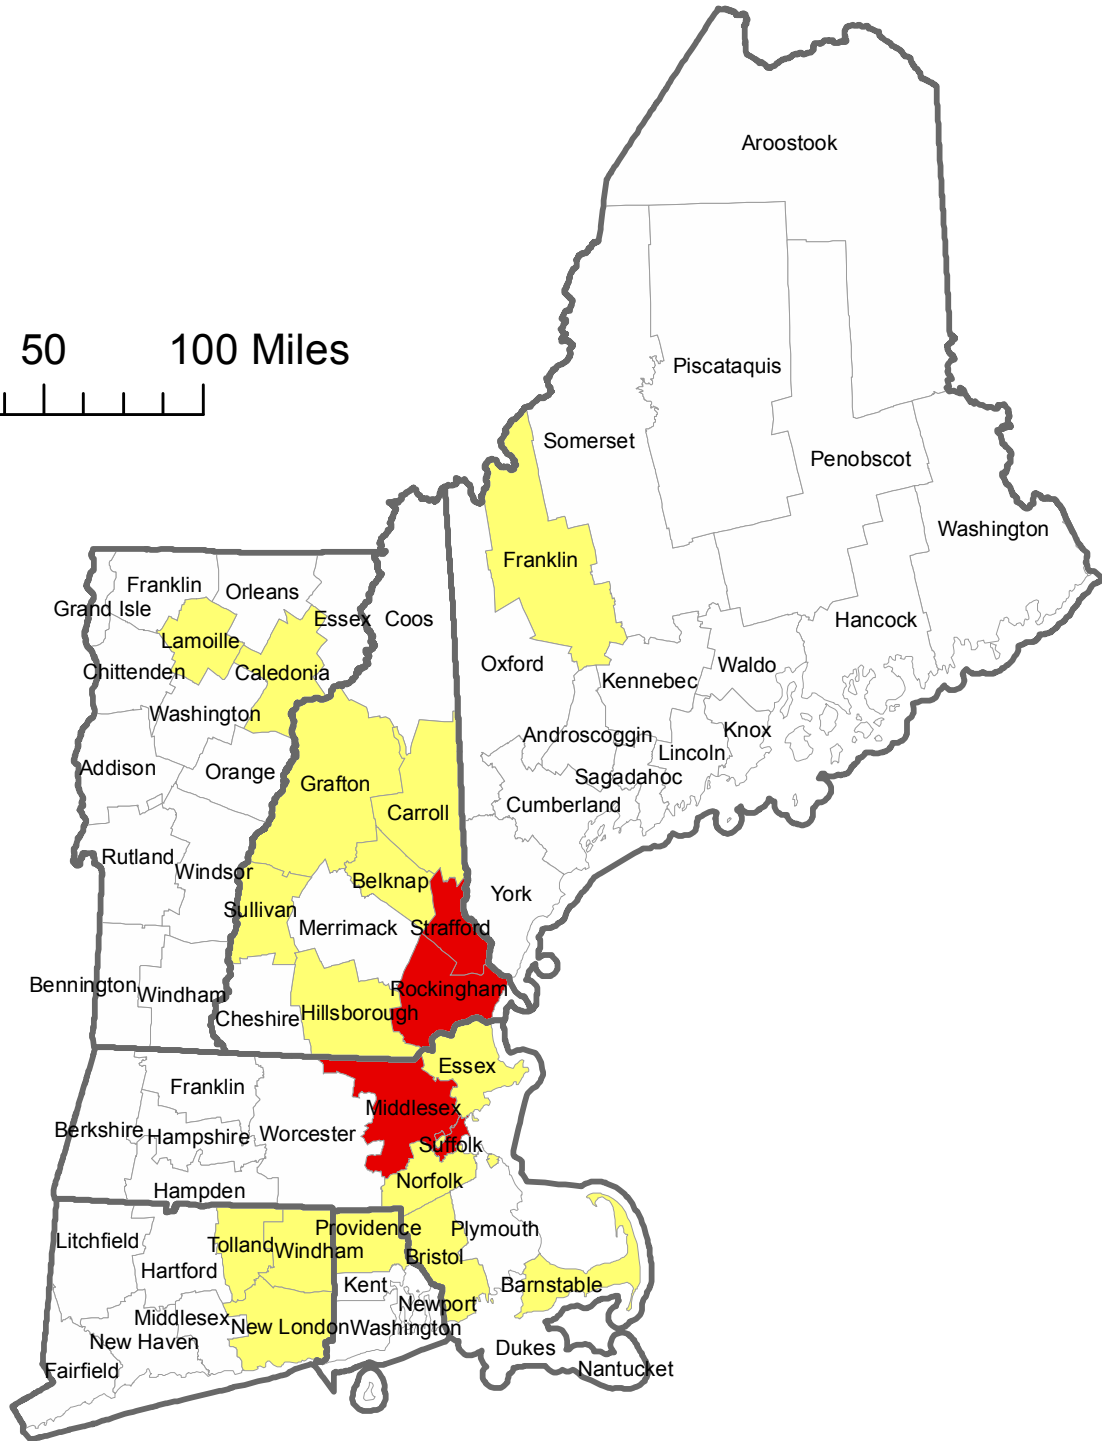 Aroostook
50 100 Miles
Piscataquis
Somerset
Penobscot
Washington
Franklin
Franklin
Orleans
Grand Isle
Essex
Coos
Hancock
Lamoille
Oxford
Waldo
Chittenden
Caledonia
Kennebec
Washington
Knox
Androscoggin
Lincoln
Addison
Orange
Sagadahoc
Grafton
Cumberland
Carroll
Rutland
Windsor
Belknap
York
Sullivan
Merrimack
Strafford
Bennington
Windham
Rockingham
Cheshire
Hillsborough
Essex
Franklin
Middlesex
Berkshire
Hampshire
Worcester
Suffolk
Norfolk
Hampden
Litchfield
Tolland
Windham
Providence
Plymouth
Hartford
Bristol
Kent
Barnstable
Newport
Middlesex
New London
Washington
New Haven
Dukes
Fairfield
Nantucket